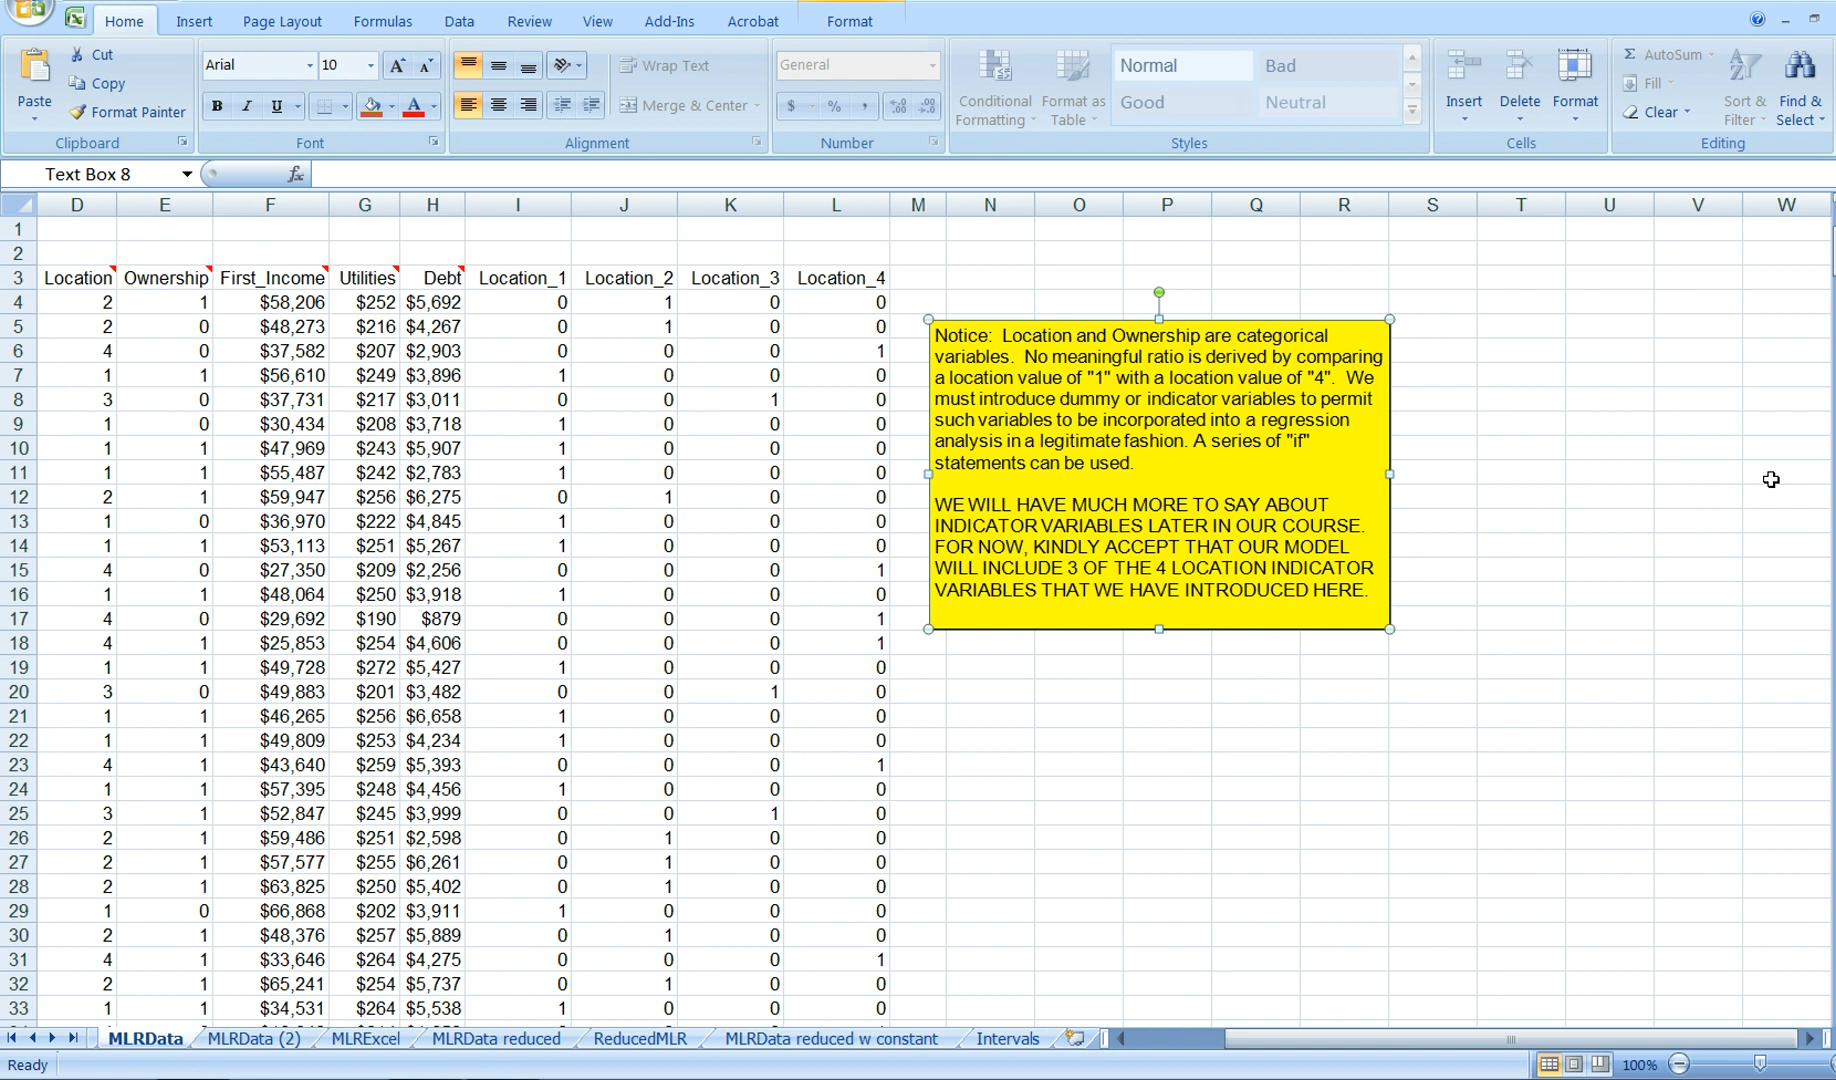 Home Insert Page Layout Formulas Data Review View Add-Ins Acrobat Format
Paste
Cut
Copy
Format Painter
Clipboard
Arial 10
B I U
Font
Wrap Text
Merge & Center
Alignment
General
$ % ,
Number
Conditional Formatting
Format as Table
Normal Bad
Good Neutral
Styles
Insert Delete Format
Cells
Σ AutoSum
Fill
Clear
Sort & Filter
Find & Select
Editing
Text Box 8 fx
D E F G H I J K L M N O P Q R S T U V W
1
2
3 Location Ownership First_Income Utilities Debt Location_1 Location_2 Location_3 Location_4
4 2 1 $58,206 $252 $5,692 0 1 0 0
5 2 0 $48,273 $216 $4,267 0 1 0 0
6 4 0 $37,582 $207 $2,903 0 0 0 1
7 1 1 $56,610 $249 $3,896 1 0 0 0
8 3 0 $37,731 $217 $3,011 0 0 1 0
9 1 0 $30,434 $208 $3,718 1 0 0 0
10 1 1 $47,969 $243 $5,907 1 0 0 0
11 1 1 $55,487 $242 $2,783 1 0 0 0
12 2 1 $59,947 $256 $6,275 0 1 0 0
13 1 0 $36,970 $222 $4,845 1 0 0 0
14 1 1 $53,113 $251 $5,267 1 0 0 0
15 4 0 $27,350 $209 $2,256 0 0 0 1
16 1 1 $48,064 $250 $3,918 1 0 0 0
17 4 0 $29,692 $190 $879 0 0 0 1
18 4 1 $25,853 $254 $4,606 0 0 0 1
19 1 1 $49,728 $272 $5,427 1 0 0 0
20 3 0 $49,883 $201 $3,482 0 0 1 0
21 1 1 $46,265 $256 $6,658 1 0 0 0
22 1 1 $49,809 $253 $4,234 1 0 0 0
23 4 1 $43,640 $259 $5,393 0 0 0 1
24 1 1 $57,395 $248 $4,456 1 0 0 0
25 3 1 $52,847 $245 $3,999 0 0 1 0
26 2 1 $59,486 $251 $2,598 0 1 0 0
27 2 1 $57,577 $255 $6,261 0 1 0 0
28 2 1 $63,825 $250 $5,402 0 1 0 0
29 1 0 $66,868 $202 $3,911 1 0 0 0
30 2 1 $48,376 $257 $5,889 0 1 0 0
31 4 1 $33,646 $264 $4,275 0 0 0 1
32 2 1 $65,241 $254 $5,737 0 1 0 0
33 1 1 $34,531 $264 $5,538 1 0 0 0
Notice: Location and Ownership are categorical
variables. No meaningful ratio is derived by comparing
a location value of "1" with a location value of "4". We
must introduce dummy or indicator variables to permit
such variables to be incorporated into a regression
analysis in a legitimate fashion. A series of "if"
statements can be used.
WE WILL HAVE MUCH MORE TO SAY ABOUT
INDICATOR VARIABLES LATER IN OUR COURSE.
FOR NOW, KINDLY ACCEPT THAT OUR MODEL
WILL INCLUDE 3 OF THE 4 LOCATION INDICATOR
VARIABLES THAT WE HAVE INTRODUCED HERE.
MLRData MLRData (2) MLRExcel MLRData reduced ReducedMLR MLRData reduced w constant Intervals
Ready 100%